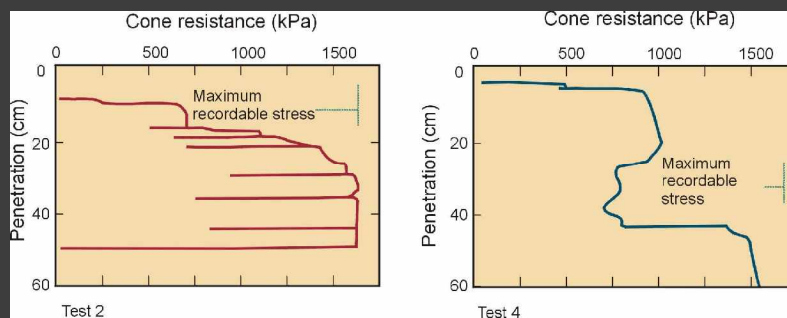 Cone resistance (kPa)
0 500 1000 1500
0
20
40
60
Penetration (cm)
Maximum
recordable stress
Test 2
Cone resistance (kPa)
0 500 1000 1500
0
20
40
60
Penetration (cm)
Maximum
recordable
stress
Test 4